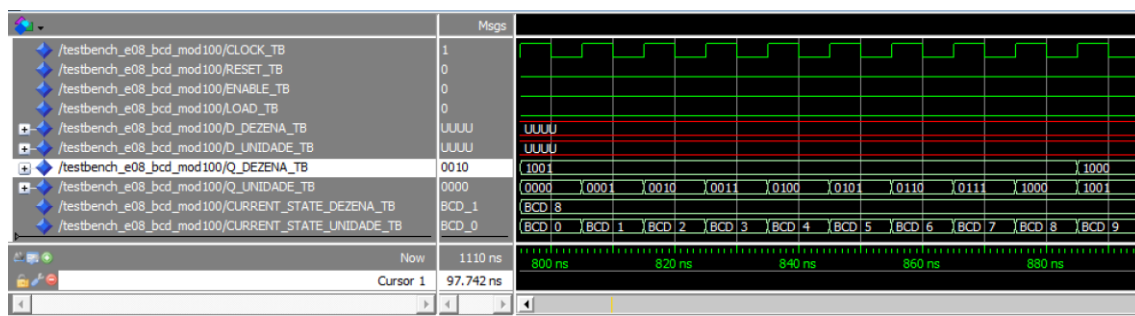 Msgs
/testbench_e08_bcd_mod100/CLOCK_TB 1
/testbench_e08_bcd_mod100/RESET_TB 0
/testbench_e08_bcd_mod100/ENABLE_TB 0
/testbench_e08_bcd_mod100/LOAD_TB 0
/testbench_e08_bcd_mod100/D_DEZENA_TB UUUU UUUU
/testbench_e08_bcd_mod100/D_UNIDADE_TB UUUU UUUU
/testbench_e08_bcd_mod100/Q_DEZENA_TB 0010 1001 1000
/testbench_e08_bcd_mod100/Q_UNIDADE_TB 0000 0000 0001 0010 0011 0100 0101 0110 0111 1000 1001
/testbench_e08_bcd_mod100/CURRENT_STATE_DEZENA_TB BCD_1 BCD 8
/testbench_e08_bcd_mod100/CURRENT_STATE_UNIDADE_TB BCD_0 BCD 0 BCD 1 BCD 2 BCD 3 BCD 4 BCD 5 BCD 6 BCD 7 BCD 8 BCD 9
Now 1110 ns 800 ns 820 ns 840 ns 860 ns 880 ns
Cursor 1 97.742 ns